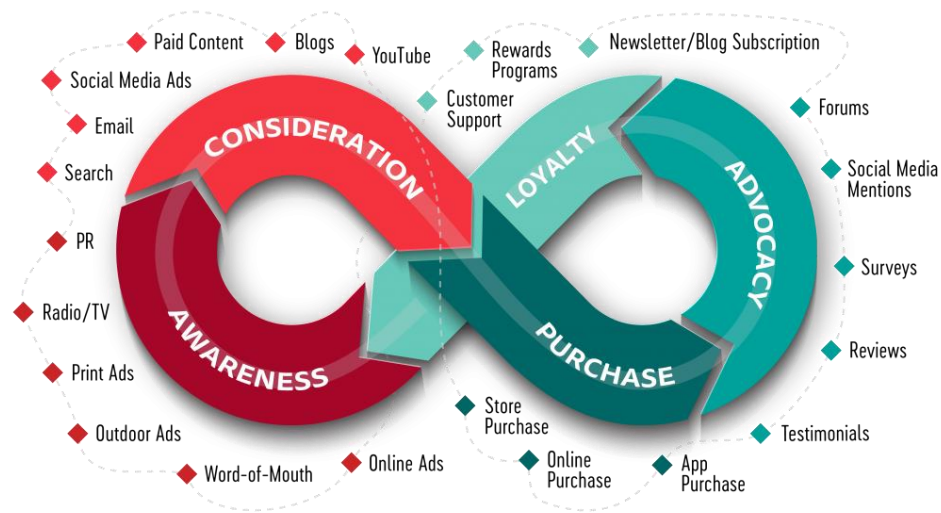 Paid Content
Blogs
YouTube
Social Media Ads
Email
Search
PR
Radio/TV
Print Ads
Outdoor Ads
Word-of-Mouth
Online Ads
CONSIDERATION
AWARENESS
Rewards
Programs
Newsletter/Blog Subscription
Customer
Support
LOYALTY
ADVOCACY
PURCHASE
Forums
Social Media
Mentions
Surveys
Reviews
Testimonials
Store
Purchase
Online
Purchase
App
Purchase